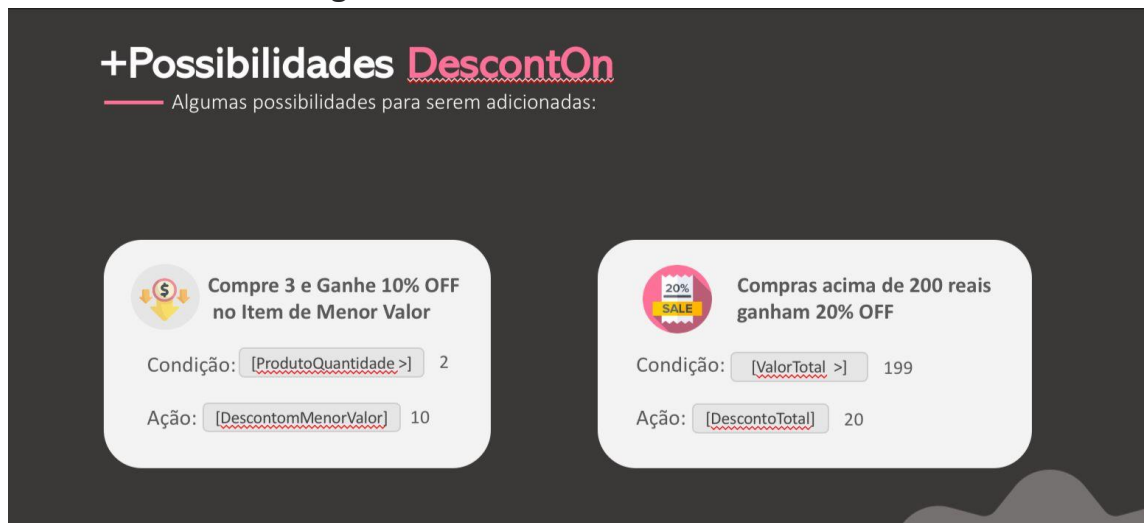 +Possibilidades DescontOn
Algumas possibilidades para serem adicionadas:
Compre 3 e Ganhe 10% OFF
no Item de Menor Valor
Condição: [ProdutoQuantidade >] 2
Ação: [DescontomMenorValor] 10
20%
SALE
Compras acima de 200 reais
ganham 20% OFF
Condição: [ValorTotal >] 199
Ação: [DescontoTotal] 20